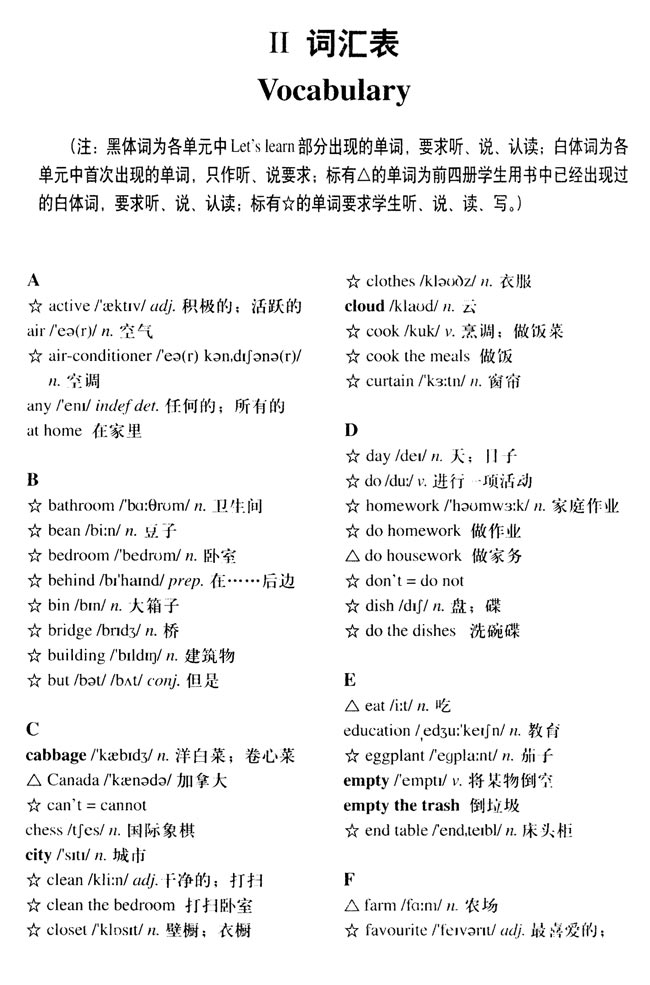 II 词汇表
Vocabulary
(注：黑体词为各单元中 Let's learn 部分出现的单词，要求听、说、认读；白体词为各
单元中首次出现的单词，只作听、说要求；标有△的单词为前四册学生用书中已经出现过
的白体词，要求听、说、认读；标有☆的单词要求学生听、说、读、写。)
A
☆ active /'æktɪv/ adj. 积极的；活跃的
air /'eə(r)/ n. 空气
☆ air-conditioner /'eə(r) kənˌdɪʃənə(r)/
n. 空调
any /'enɪ/ indef det. 任何的；所有的
at home 在家里
B
☆ bathroom /'bɑ:θrʊm/ n. 卫生间
☆ bean /bi:n/ n. 豆子
☆ bedroom /'bedrʊm/ n. 卧室
☆ behind /bɪ'haɪnd/ prep. 在……后边
☆ bin /bɪn/ n. 大箱子
☆ bridge /brɪdʒ/ n. 桥
☆ building /'bɪldɪŋ/ n. 建筑物
☆ but /bət/ /bʌt/ conj. 但是
C
cabbage /'kæbɪdʒ/ n. 洋白菜；卷心菜
△ Canada /'kænədə/ 加拿大
☆ can't = cannot
chess /tʃes/ n. 国际象棋
city /'sɪtɪ/ n. 城市
☆ clean /kli:n/ adj.干净的；打扫
☆ clean the bedroom 打扫卧室
☆ closet /'klɒsɪt/ n. 壁橱；衣橱
☆ clothes /kləʊðz/ n. 衣服
cloud /klaʊd/ n. 云
☆ cook /kuk/ v. 烹调；做饭菜
☆ cook the meals 做饭
☆ curtain /'kɜ:tn/ n. 窗帘
D
☆ day /deɪ/ n. 天；日子
☆ do /du:/ v. 进行一项活动
☆ homework /'həʊmwɜ:k/ n. 家庭作业
☆ do homework 做作业
△ do housework 做家务
☆ don't = do not
☆ dish /dɪʃ/ n. 盘；碟
☆ do the dishes 洗碗碟
E
△ eat /i:t/ n. 吃
education /ˌedʒu:'keɪʃn/ n. 教育
☆ eggplant /'egplɑ:nt/ n. 茄子
empty /'emptɪ/ v. 将某物倒空
empty the trash 倒垃圾
☆ end table /'endˌteɪbl/ n. 床头柜
F
△ farm /fɑ:m/ n. 农场
☆ favourite /'feɪvərɪt/ adj. 最喜爱的；